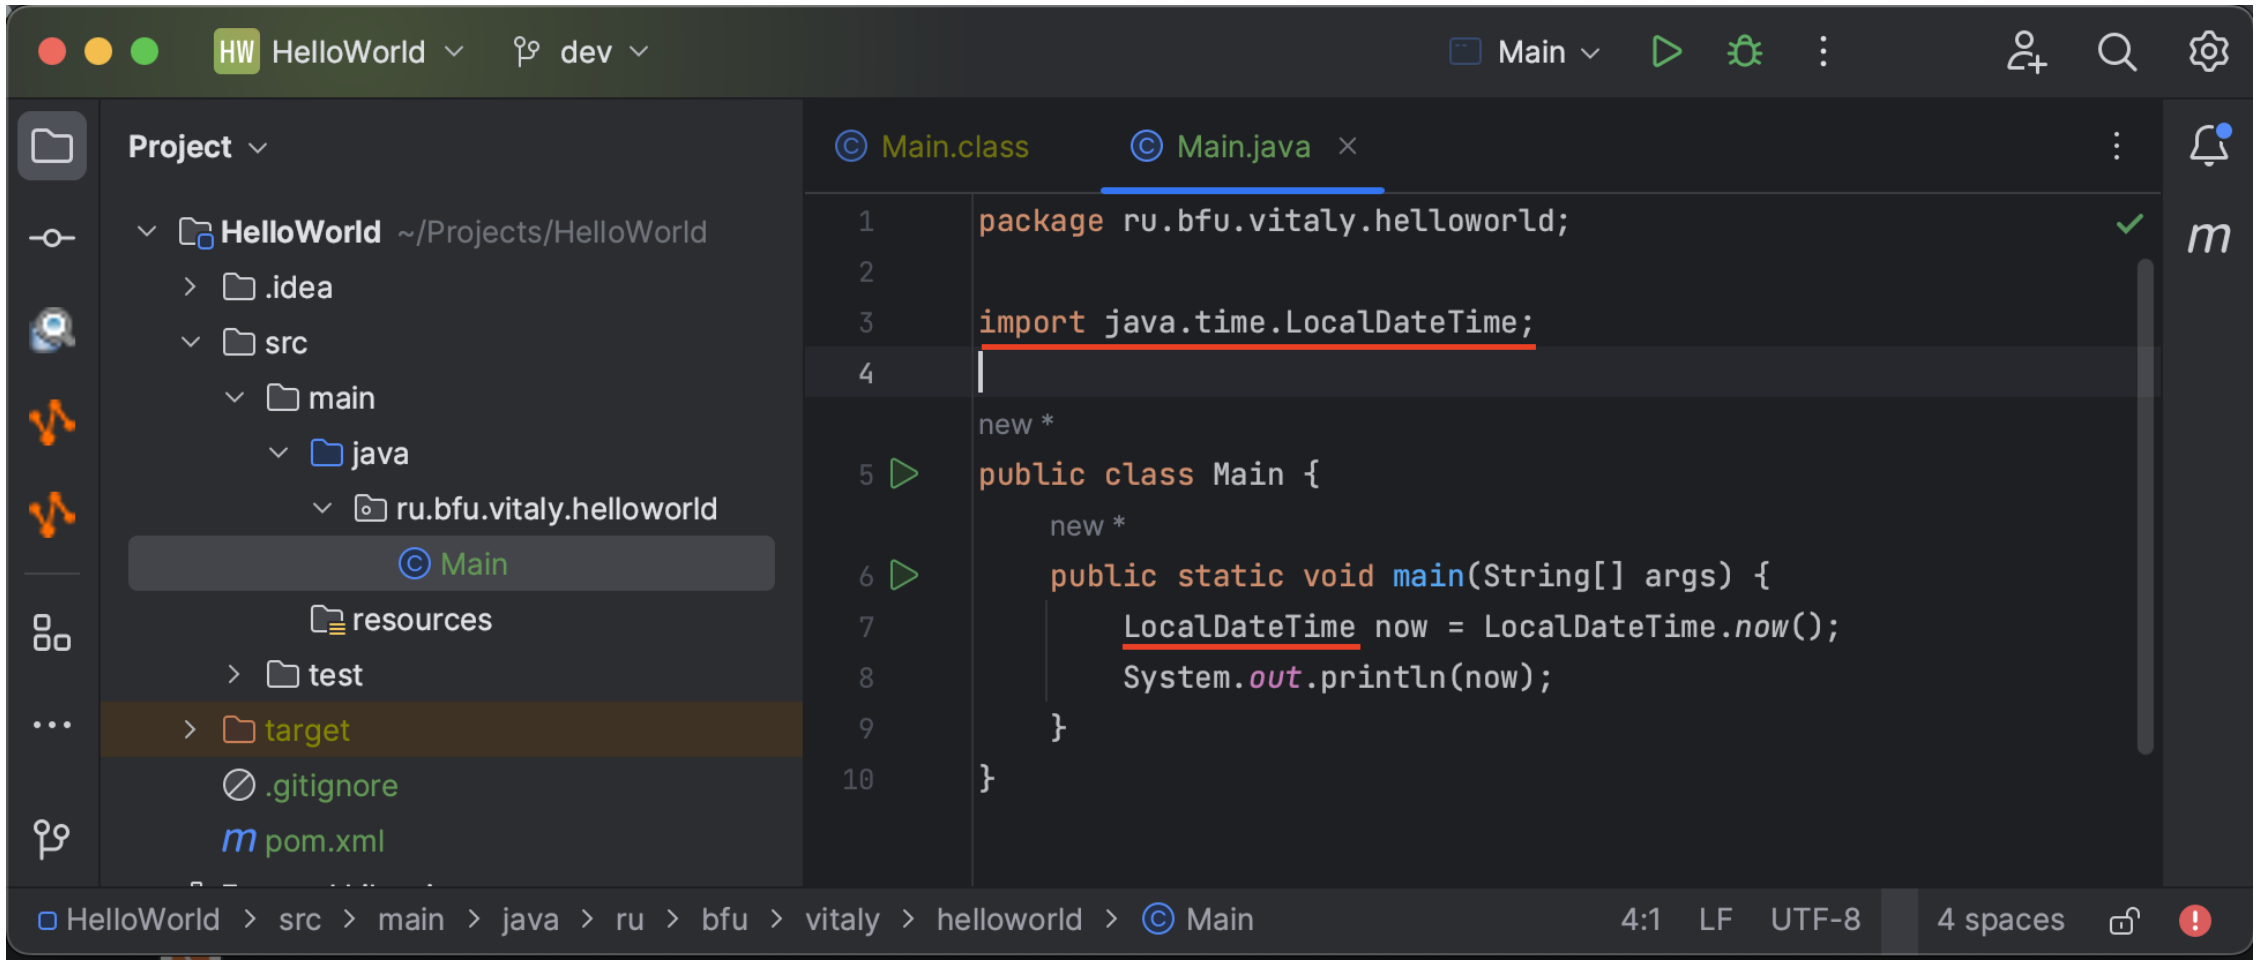 HW HelloWorld dev Main
Project
HelloWorld ~/Projects/HelloWorld
.idea
src
main
java
ru.bfu.vitaly.helloworld
Main
resources
test
target
.gitignore
m pom.xml
Main.class Main.java
1 package ru.bfu.vitaly.helloworld;
2
3 import java.time.LocalDateTime;
4
new *
5 public class Main {
new *
6 public static void main(String[] args) {
7 LocalDateTime now = LocalDateTime.now();
8 System.out.println(now);
9 }
10 }
m
HelloWorld > src > main > java > ru > bfu > vitaly > helloworld > Main 4:1 LF UTF-8 4 spaces